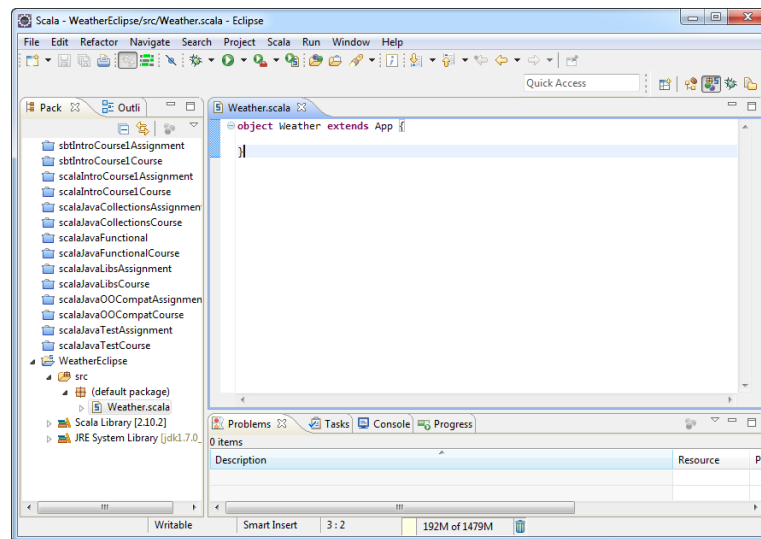 Scala - WeatherEclipse/src/Weather.scala - Eclipse
File Edit Refactor Navigate Search Project Scala Run Window Help
Quick Access
Pack Outli
Weather.scala
object Weather extends App {
}
sbtIntroCourse1Assignment
sbtIntroCourse1Course
scalaIntroCourse1Assignment
scalaIntroCourse1Course
scalaJavaCollectionsAssignmen
scalaJavaCollectionsCourse
scalaJavaFunctional
scalaJavaFunctionalCourse
scalaJavaLibsAssignment
scalaJavaLibsCourse
scalaJavaOOCompatAssignmen
scalaJavaOOCompatCourse
scalaJavaTestAssignment
scalaJavaTestCourse
WeatherEclipse
src
(default package)
Weather.scala
Scala Library [2.10.2]
JRE System Library [jdk1.7.0_
Problems Tasks Console Progress
0 items
Description Resource P
Writable Smart Insert 3 : 2 192M of 1479M